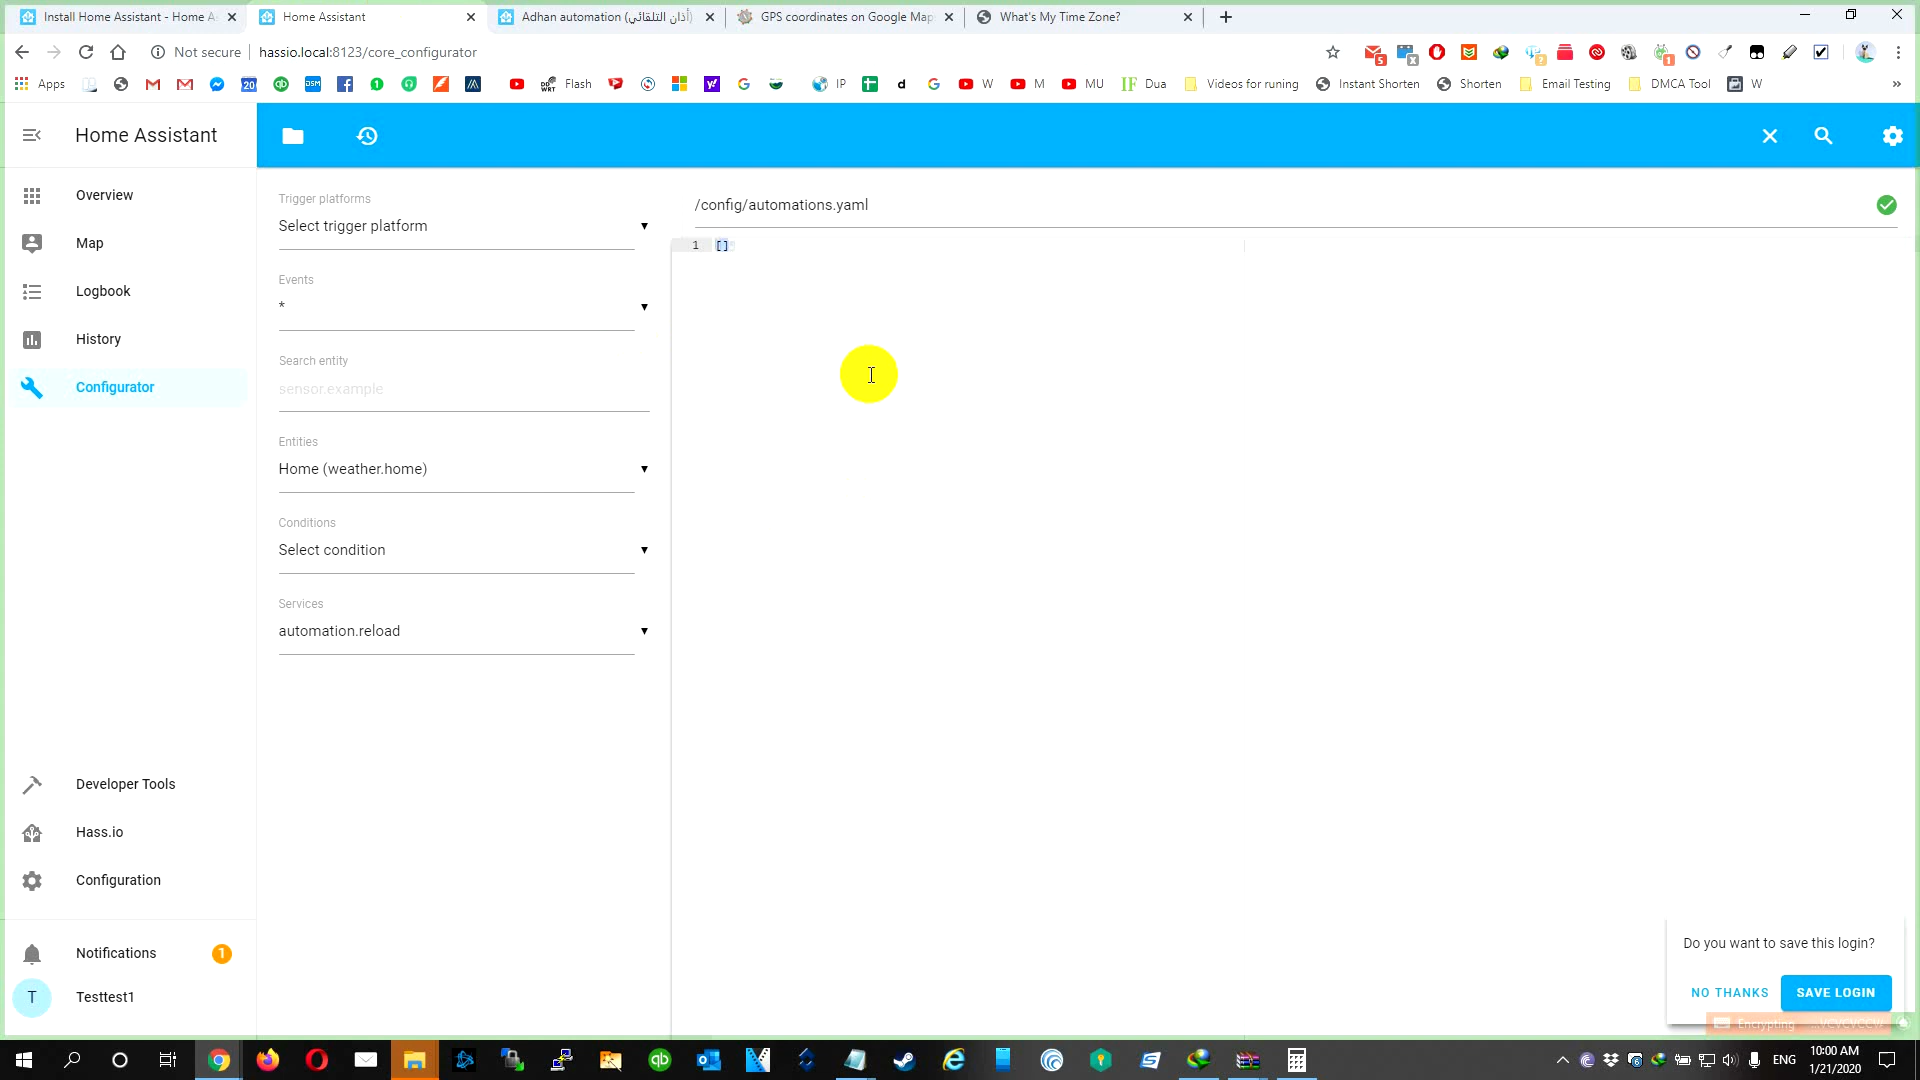 Install Home Assistant - Home A
Home Assistant
Adhan automation (أذان التلقائي)
GPS coordinates on Google Map
What's My Time Zone?
Not secure
hassio.local:8123/core_configurator
5
x
?
1
Apps
20
DSM
Flash
IP
d
W
M
MU
Dua
Videos for runing
Instant Shorten
Shorten
Email Testing
DMCA Tool
W
»
Home Assistant
Overview
Map
Logbook
History
Configurator
Developer Tools
Hass.io
Configuration
Notifications
1
T
Testtest1
Trigger platforms
Select trigger platform
Events
*
Search entity
sensor.example
Entities
Home (weather.home)
Conditions
Select condition
Services
automation.reload
/config/automations.yaml
1
[]
Do you want to save this login?
NO THANKS
SAVE LOGIN
Encrypting
ENG
10:00 AM
1/21/2020